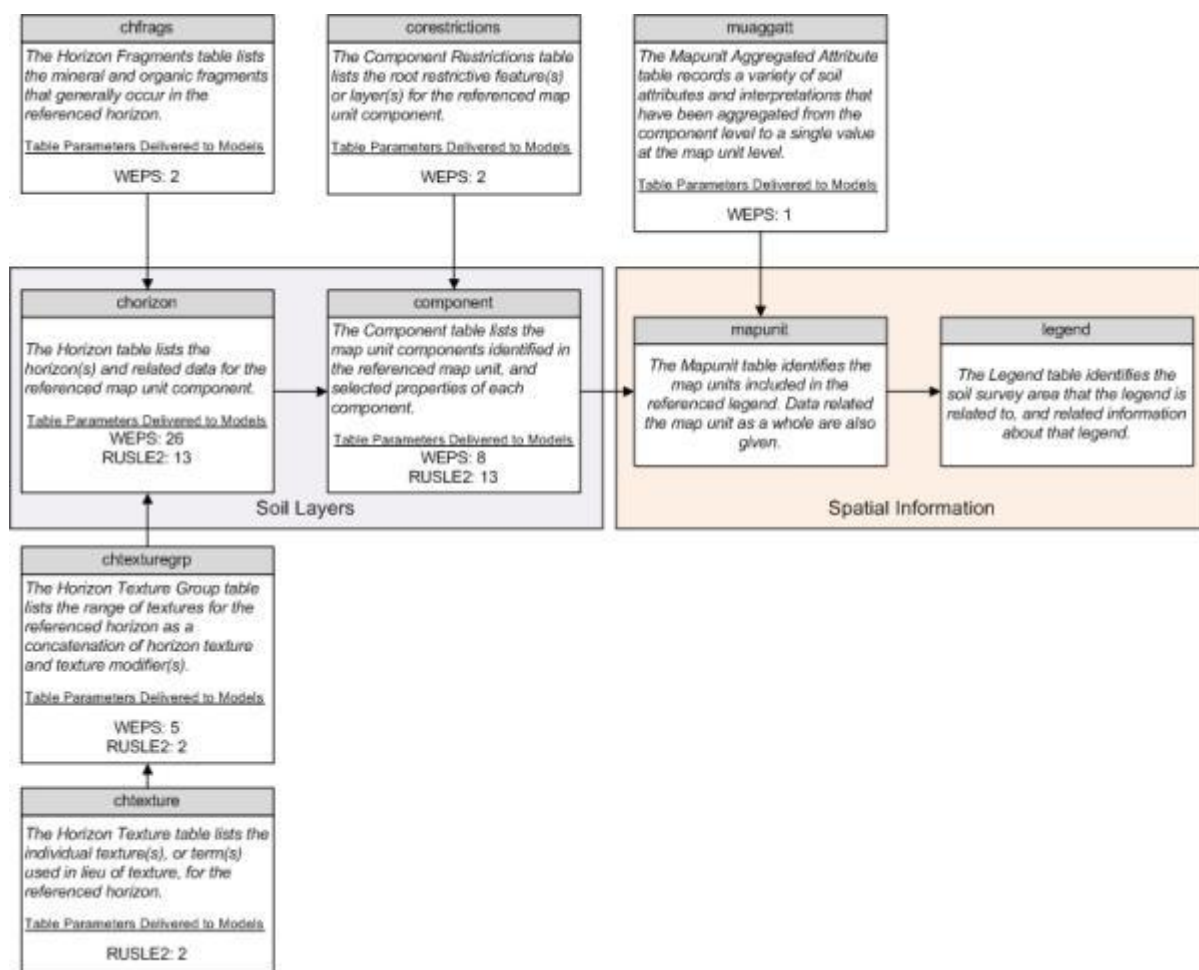 chfrags
The Horizon Fragments table lists
the mineral and organic fragments
that generally occur in the
referenced horizon.
Table Parameters Delivered to Models
WEPS: 2
corestrictions
The Component Restrictions table
lists the root restrictive feature(s)
or layer(s) for the referenced map
unit component.
Table Parameters Delivered to Models
WEPS: 2
muaggatt
The Mapunit Aggregated Attribute
table records a variety of soil
attributes and interpretations that
have been aggregated from the
component level to a single value
at the map unit level.
Table Parameters Delivered to Models
WEPS: 1
chorizon
The Horizon table lists the
horizon(s) and related data for the
referenced map unit component.
Table Parameters Delivered to Models
WEPS: 26
RUSLE2: 13
component
The Component table lists the
map unit components identified in
the referenced map unit, and
selected properties of each
component.
Table Parameters Delivered to Models
WEPS: 8
RUSLE2: 13
Soil Layers
mapunit
The Mapunit table identifies the
map units included in the
referenced legend. Data related
the map unit as a whole are also
given.
legend
The Legend table identifies the
soil survey area that the legend is
related to, and related information
about that legend.
Spatial Information
chtexturegrp
The Horizon Texture Group table
lists the range of textures for the
referenced horizon as a
concatenation of horizon texture
and texture modifier(s).
Table Parameters Delivered to Models
WEPS: 5
RUSLE2: 2
chtexture
The Horizon Texture table lists the
individual texture(s), or term(s)
used in lieu of texture, for the
referenced horizon.
Table Parameters Delivered to Models
RUSLE2: 2